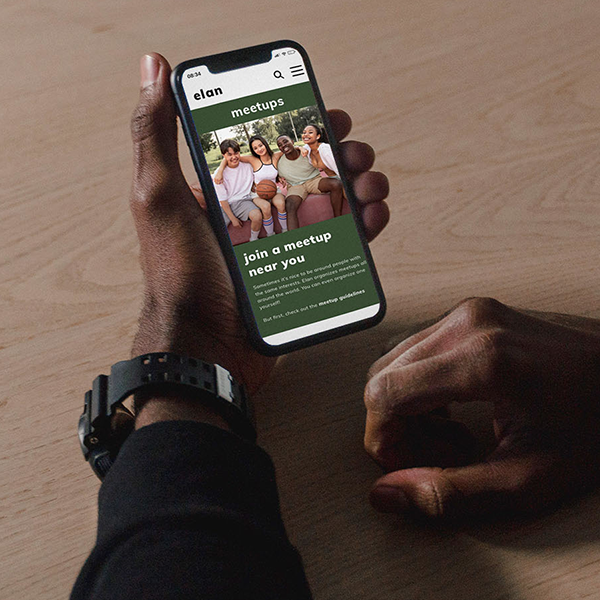 08:34
elan
meetups
join a meetup
near you
Sometimes it's nice to be around people with
the same interests. Elan organizes meetups all
around the world. You can even organize one
yourself!
But first, check out the meetup guidelines